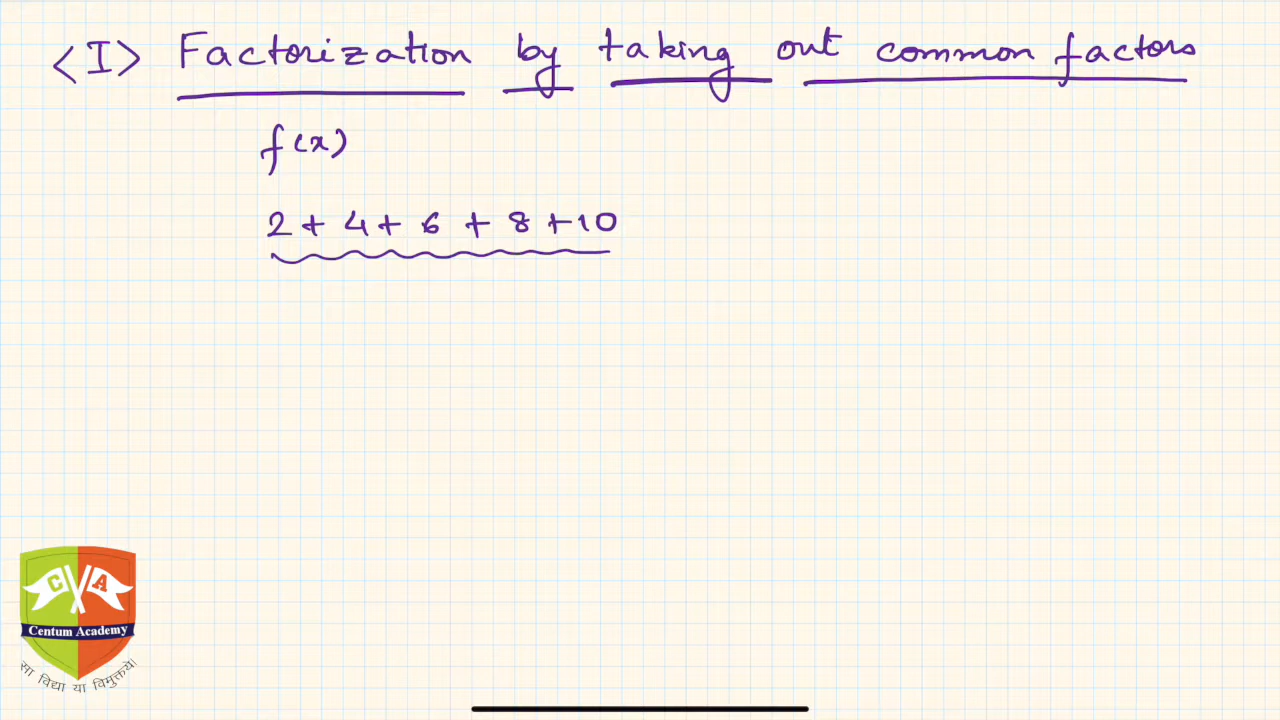 <I> Factorization by taking out common factors
f(x)
2 + 4 + 6 + 8 + 10
C A
Centum Academy
सा विद्या या विमुक्तये।